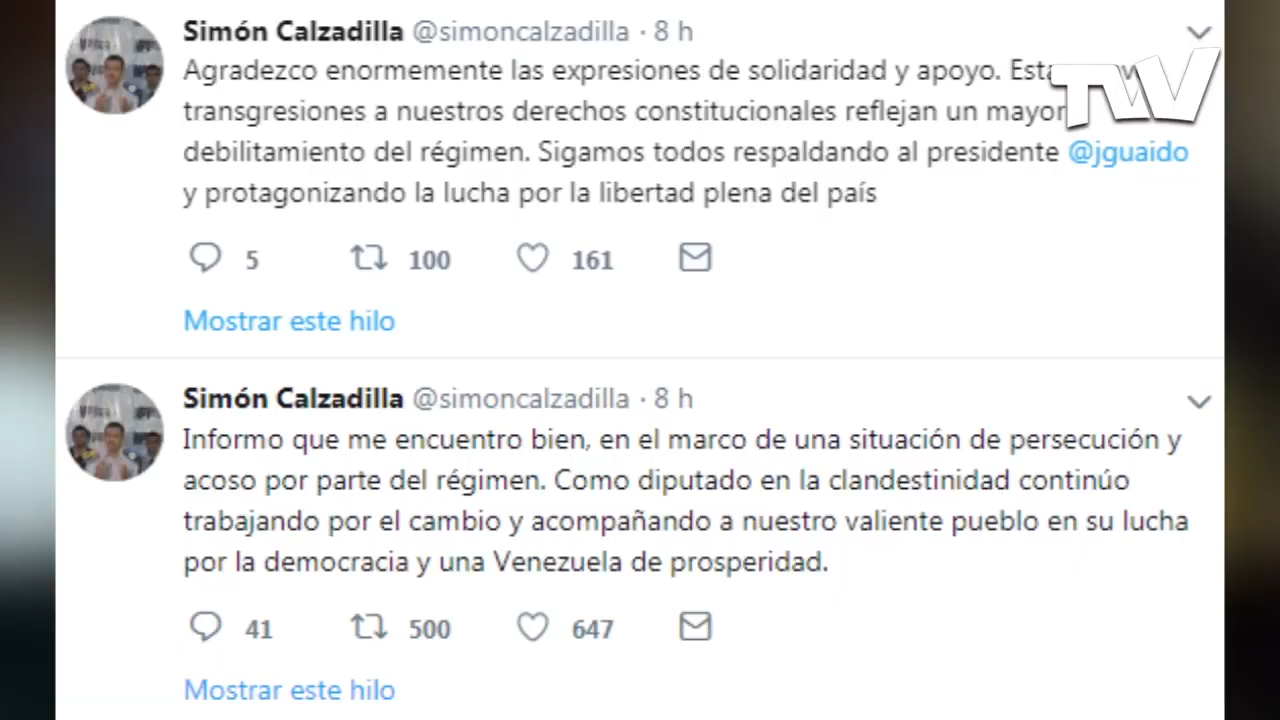 Simón Calzadilla @simoncalzadilla · 8 h
Agradezco enormemente las expresiones de solidaridad y apoyo.
TVV
transgresiones a nuestros derechos constitucionales reflejan un mayor
debilitamiento del régimen. Sigamos todos respaldando al presidente @jguaido
y protagonizando la lucha por la libertad plena del país
5 100 161
Mostrar este hilo
Simón Calzadilla @simoncalzadilla · 8 h
Informo que me encuentro bien, en el marco de una situación de persecución y
acoso por parte del régimen. Como diputado en la clandestinidad continúo
trabajando por el cambio y acompañando a nuestro valiente pueblo en su lucha
por la democracia y una Venezuela de prosperidad.
41 500 647
Mostrar este hilo